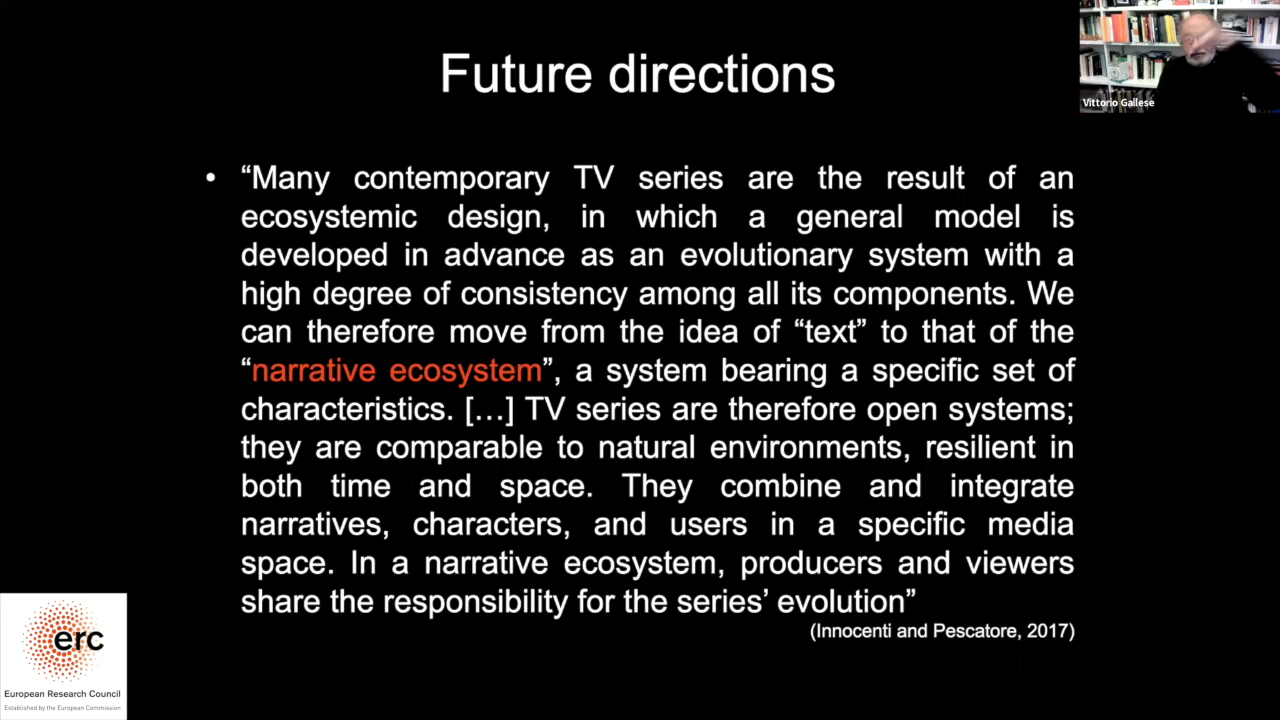 Future directions
Vittorio Gallese
• “Many contemporary TV series are the result of an
ecosystemic design, in which a general model is
developed in advance as an evolutionary system with a
high degree of consistency among all its components. We
can therefore move from the idea of “text” to that of the
“narrative ecosystem”, a system bearing a specific set of
characteristics. […] TV series are therefore open systems;
they are comparable to natural environments, resilient in
both time and space. They combine and integrate
narratives, characters, and users in a specific media
space. In a narrative ecosystem, producers and viewers
share the responsibility for the series’ evolution”
(Innocenti and Pescatore, 2017)
erc
European Research Council
Established by the European Commission